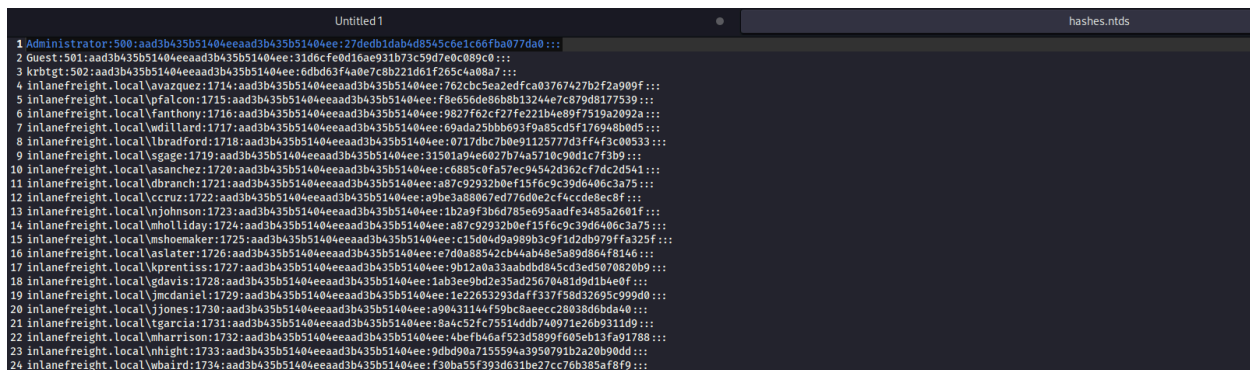 Untitled 1
hashes.ntds
1 Administrator:500:aad3b435b51404eeaad3b435b51404ee:27dedb1dab4d8545c6e1c66fba077da0:::
2 Guest:501:aad3b435b51404eeaad3b435b51404ee:31d6cfe0d16ae931b73c59d7e0c089c0:::
3 krbtgt:502:aad3b435b51404eeaad3b435b51404ee:6dbd63f4a0e7c8b221d61f265c4a08a7:::
4 inlanefreight.local\avazquez:1714:aad3b435b51404eeaad3b435b51404ee:762cbc5ea2edfca03767427b2f2a909f:::
5 inlanefreight.local\pfalcon:1715:aad3b435b51404eeaad3b435b51404ee:f8e656de86b8b13244e7c879d8177539:::
6 inlanefreight.local\fanthony:1716:aad3b435b51404eeaad3b435b51404ee:9827f62cf27fe221b4e89f7519a2092a:::
7 inlanefreight.local\wdillard:1717:aad3b435b51404eeaad3b435b51404ee:69ada25bbb693f9a85cd5f176948b0d5:::
8 inlanefreight.local\lbradford:1718:aad3b435b51404eeaad3b435b51404ee:0717dbc7b0e91125777d3ff4f3c00533:::
9 inlanefreight.local\sgage:1719:aad3b435b51404eeaad3b435b51404ee:31501a94e6027b74a5710c90d1c7f3b9:::
10 inlanefreight.local\asanchez:1720:aad3b435b51404eeaad3b435b51404ee:c6885c0fa57ec94542d362cf7dc2d541:::
11 inlanefreight.local\dbranch:1721:aad3b435b51404eeaad3b435b51404ee:a87c92932b0ef15f6c9c39d6406c3a75:::
12 inlanefreight.local\ccruz:1722:aad3b435b51404eeaad3b435b51404ee:a9be3a88067ed776d0e2cf4ccde8ec8f:::
13 inlanefreight.local\njohnson:1723:aad3b435b51404eeaad3b435b51404ee:1b2a9f3b6d785e695aadfe3485a2601f:::
14 inlanefreight.local\mholliday:1724:aad3b435b51404eeaad3b435b51404ee:a87c92932b0ef15f6c9c39d6406c3a75:::
15 inlanefreight.local\mshoemaker:1725:aad3b435b51404eeaad3b435b51404ee:c15d04d9a989b3c9f1d2db979ffa325f:::
16 inlanefreight.local\aslater:1726:aad3b435b51404eeaad3b435b51404ee:e7d0a88542cb44ab48e5a89d864f8146:::
17 inlanefreight.local\kprentiss:1727:aad3b435b51404eeaad3b435b51404ee:9b12a0a33aabdbd845cd3ed5070820b9:::
18 inlanefreight.local\gdavis:1728:aad3b435b51404eeaad3b435b51404ee:1ab3ee9bd2e35ad25670481d9d1b4e0f:::
19 inlanefreight.local\jmcdaniel:1729:aad3b435b51404eeaad3b435b51404ee:1e22653293daff337f58d32695c999d0:::
20 inlanefreight.local\jjones:1730:aad3b435b51404eeaad3b435b51404ee:a90431144f59bc8aeecc28038d6bda40:::
21 inlanefreight.local\tgarcia:1731:aad3b435b51404eeaad3b435b51404ee:8a4c52fc75514ddb740971e26b9311d9:::
22 inlanefreight.local\mharrison:1732:aad3b435b51404eeaad3b435b51404ee:4befb46af523d5899f605eb13fa91788:::
23 inlanefreight.local\nhight:1733:aad3b435b51404eeaad3b435b51404ee:9dbd90a7155594a3950791b2a20b90dd:::
24 inlanefreight.local\wbaird:1734:aad3b435b51404eeaad3b435b51404ee:f30ba55f393d631be27cc76b385af8f9:::